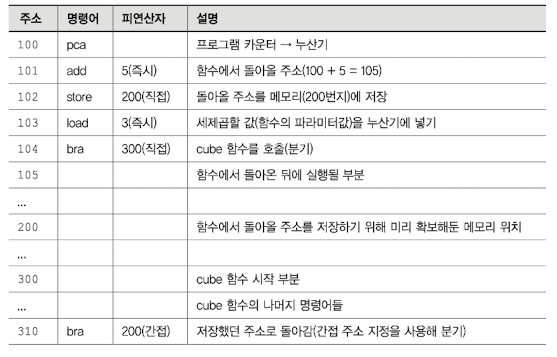 주소 명령어 피연산자 설명
100 pca 프로그램 카운터 → 누산기
101 add 5(즉시) 함수에서 돌아올 주소(100 + 5 = 105)
102 store 200(직접) 돌아올 주소를 메모리(200번지)에 저장
103 load 3(즉시) 세제곱할 값(함수의 파라미터값)을 누산기에 넣기
104 bra 300(직접) cube 함수를 호출(분기)
105 함수에서 돌아온 뒤에 실행될 부분
...
200 함수에서 돌아올 주소를 저장하기 위해 미리 확보해둔 메모리 위치
...
300 cube 함수 시작 부분
... cube 함수의 나머지 명령어들
310 bra 200(간접) 저장했던 주소로 돌아감(간접 주소 지정을 사용해 분기)